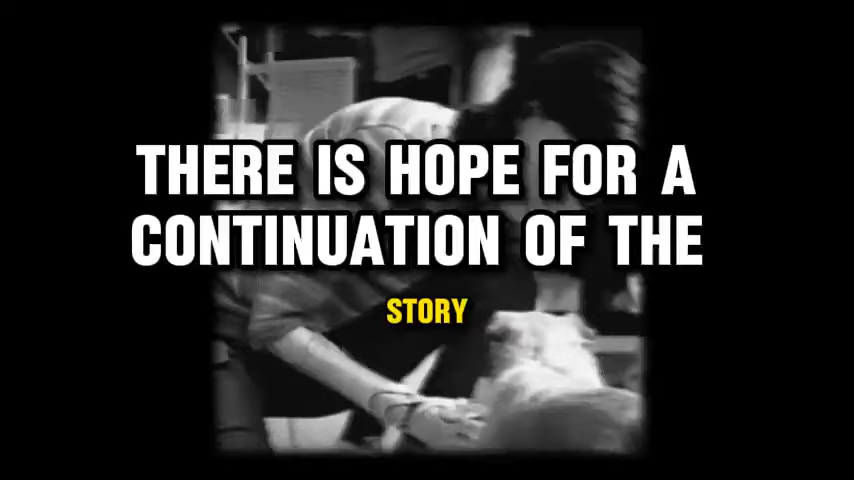 THERE IS HOPE FOR A
CONTINUATION OF THE
STORY